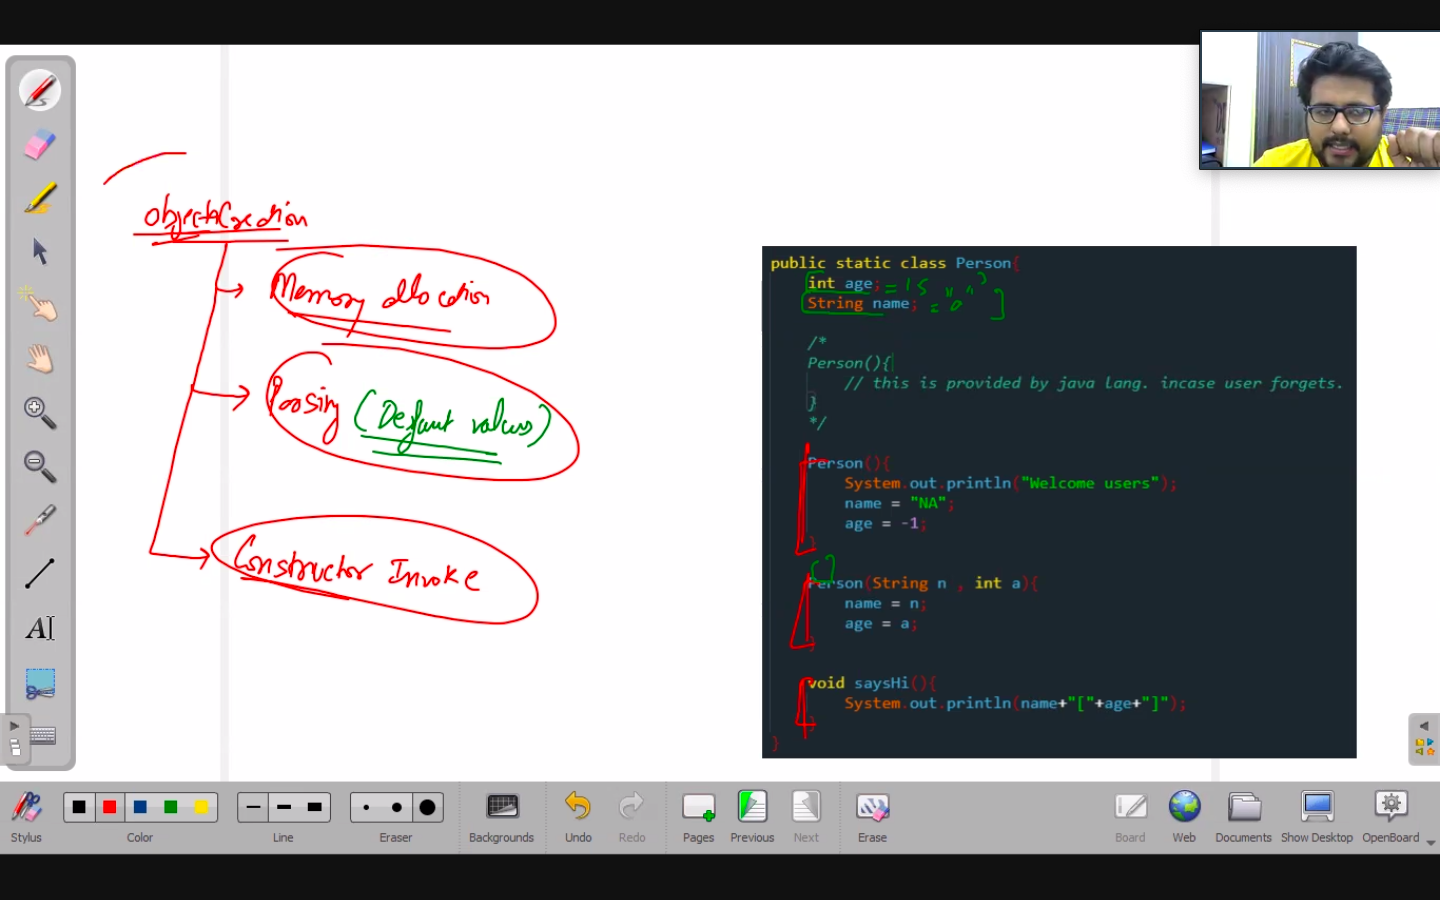 objectCreation
Memory allocation
Parsing (Default values)
Constructor Invoke
public static class Person{
int age; = 15
String name; =
/*
Person(){
// this is provided by java lang. incase user forgets.
}
*/
Person(){
System.out.println("Welcome users");
name = "NA";
age = -1;
}
Person(String n , int a){
name = n;
age = a;
}
void saysHi(){
System.out.println(name+"["+age+"]");
}
}
Stylus
Color
Line
Eraser
Backgrounds
Undo
Redo
Pages
Previous
Next
Erase
Board
Web
Documents
Show Desktop
OpenBoard